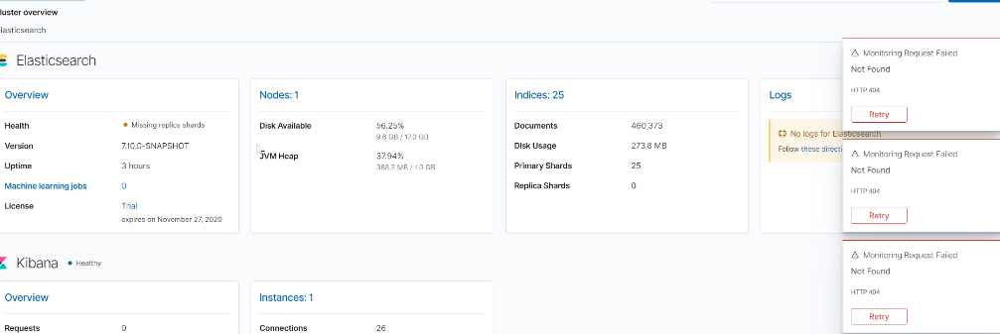 luster overview
lasticsearch
Elasticsearch
Overview
Health Missing replica shards
Version 7.10.0-SNAPSHOT
Uptime 3 hours
Machine learning jobs 0
License Trial
expires on November 27, 2020
Nodes: 1
Disk Available 56.25%
9.6 GB / 17.0 GB
JVM Heap 37.94%
388.5 MB / 1.0 GB
Indices: 25
Documents 460,373
Disk Usage 273.8 MB
Primary Shards 25
Replica Shards 0
Logs
No logs for Elasticsearch
Follow these directi
Monitoring Request Failed
Not Found
HTTP 404
Retry
Monitoring Request Failed
Not Found
HTTP 404
Retry
Monitoring Request Failed
Not Found
HTTP 404
Retry
Kibana Healthy
Overview
Requests 0
Instances: 1
Connections 26